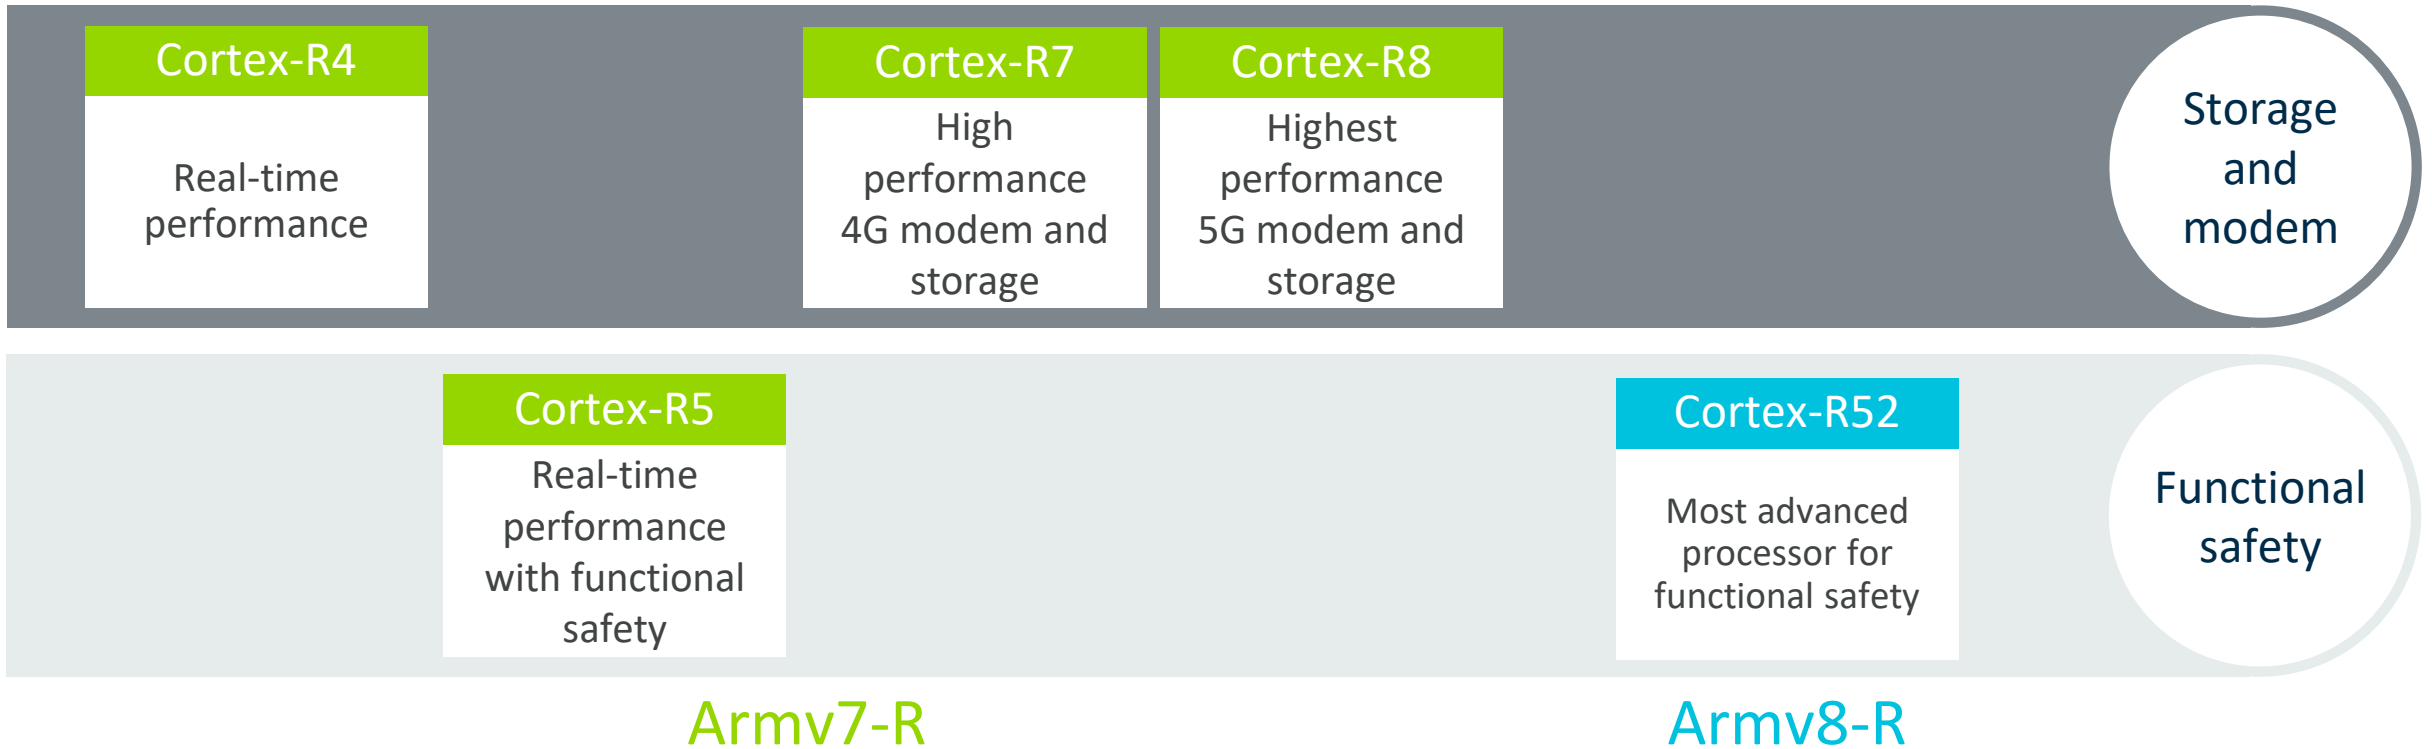 Cortex-R4
Real-time
performance
Cortex-R7
High
performance
4G modem and
storage
Cortex-R8
Highest
performance
5G modem and
storage
Storage
and
modem
Cortex-R5
Real-time
performance
with functional
safety
Cortex-R52
Most advanced
processor for
functional safety
Functional
safety
Armv7-R
Armv8-R